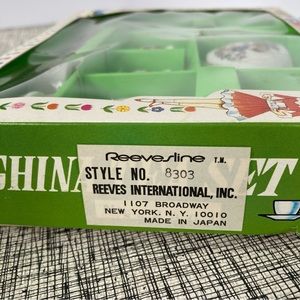 CHINA SET
Reevesline T.M.
STYLE NO. 8303
REEVES INTERNATIONAL, INC.
1107 BROADWAY
NEW YORK, N. Y. 10010
MADE IN JAPAN